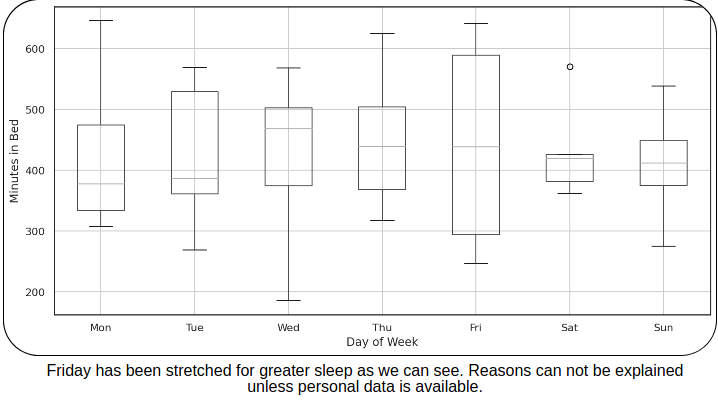 600
500
400
300
200
Minutes in Bed
Mon Tue Wed Thu Fri Sat Sun
Day of Week
Friday has been stretched for greater sleep as we can see. Reasons can not be explained
unless personal data is available.